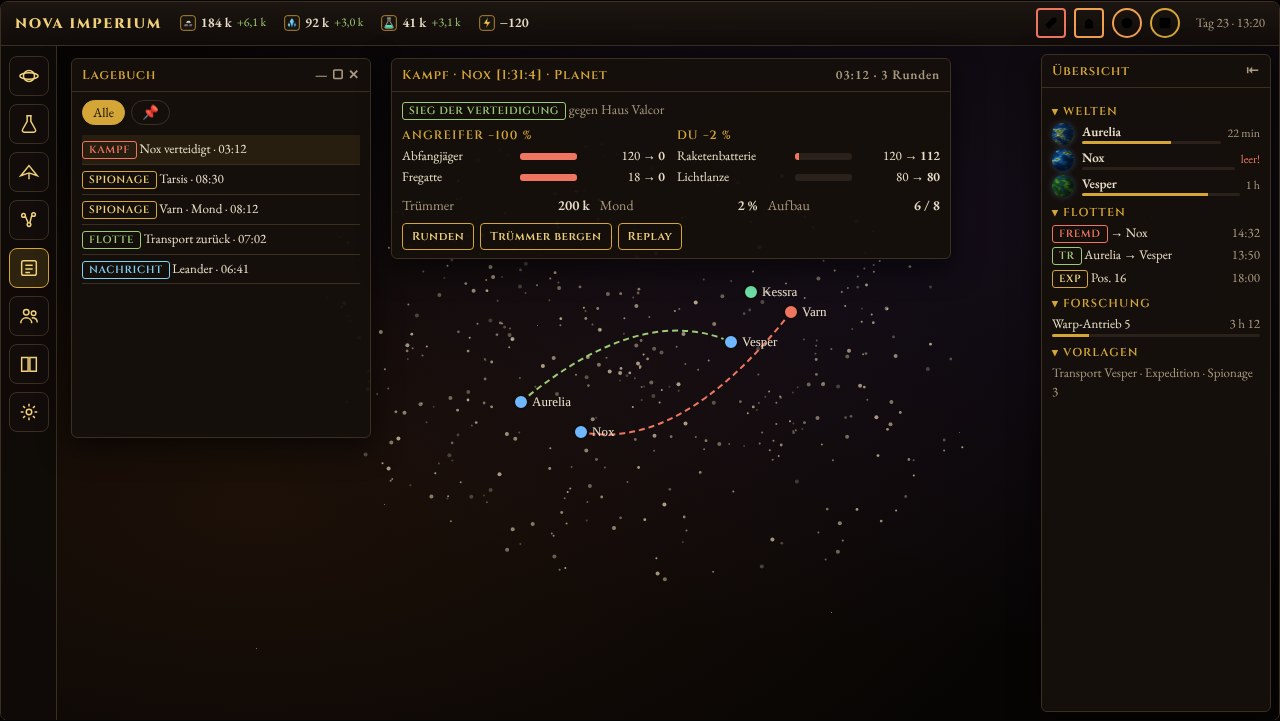 NOVA IMPERIUM 184 k +6,1 k 92 k +3,0 k 41 k +3,1 k −120 Tag 23 · 13:20
Lagebuch
Alle
KAMPF Nox verteidigt · 03:12
SPIONAGE Tarsis · 08:30
SPIONAGE Varn · Mond · 08:12
FLOTTE Transport zurück · 07:02
NACHRICHT Leander · 06:41
Kampf · Nox [1:31:4] · Planet 03:12 · 3 Runden
SIEG DER VERTEIDIGUNG gegen Haus Valcor
ANGREIFER −100 % DU −2 %
Abfangjäger 120 → 0 Raketenbatterie 120 → 112
Fregatte 18 → 0 Lichtlanze 80 → 80
Trümmer 200 k Mond 2 % Aufbau 6 / 8
Runden Trümmer bergen Replay
Kessra
Varn
Vesper
Aurelia
Nox
Übersicht
▾ WELTEN
Aurelia 22 min
Nox leer!
Vesper 1 h
▾ FLOTTEN
FREMD → Nox 14:32
TR Aurelia → Vesper 13:50
EXP Pos. 16 18:00
▾ FORSCHUNG
Warp-Antrieb 5 3 h 12
▾ VORLAGEN
Transport Vesper · Expedition · Spionage
3